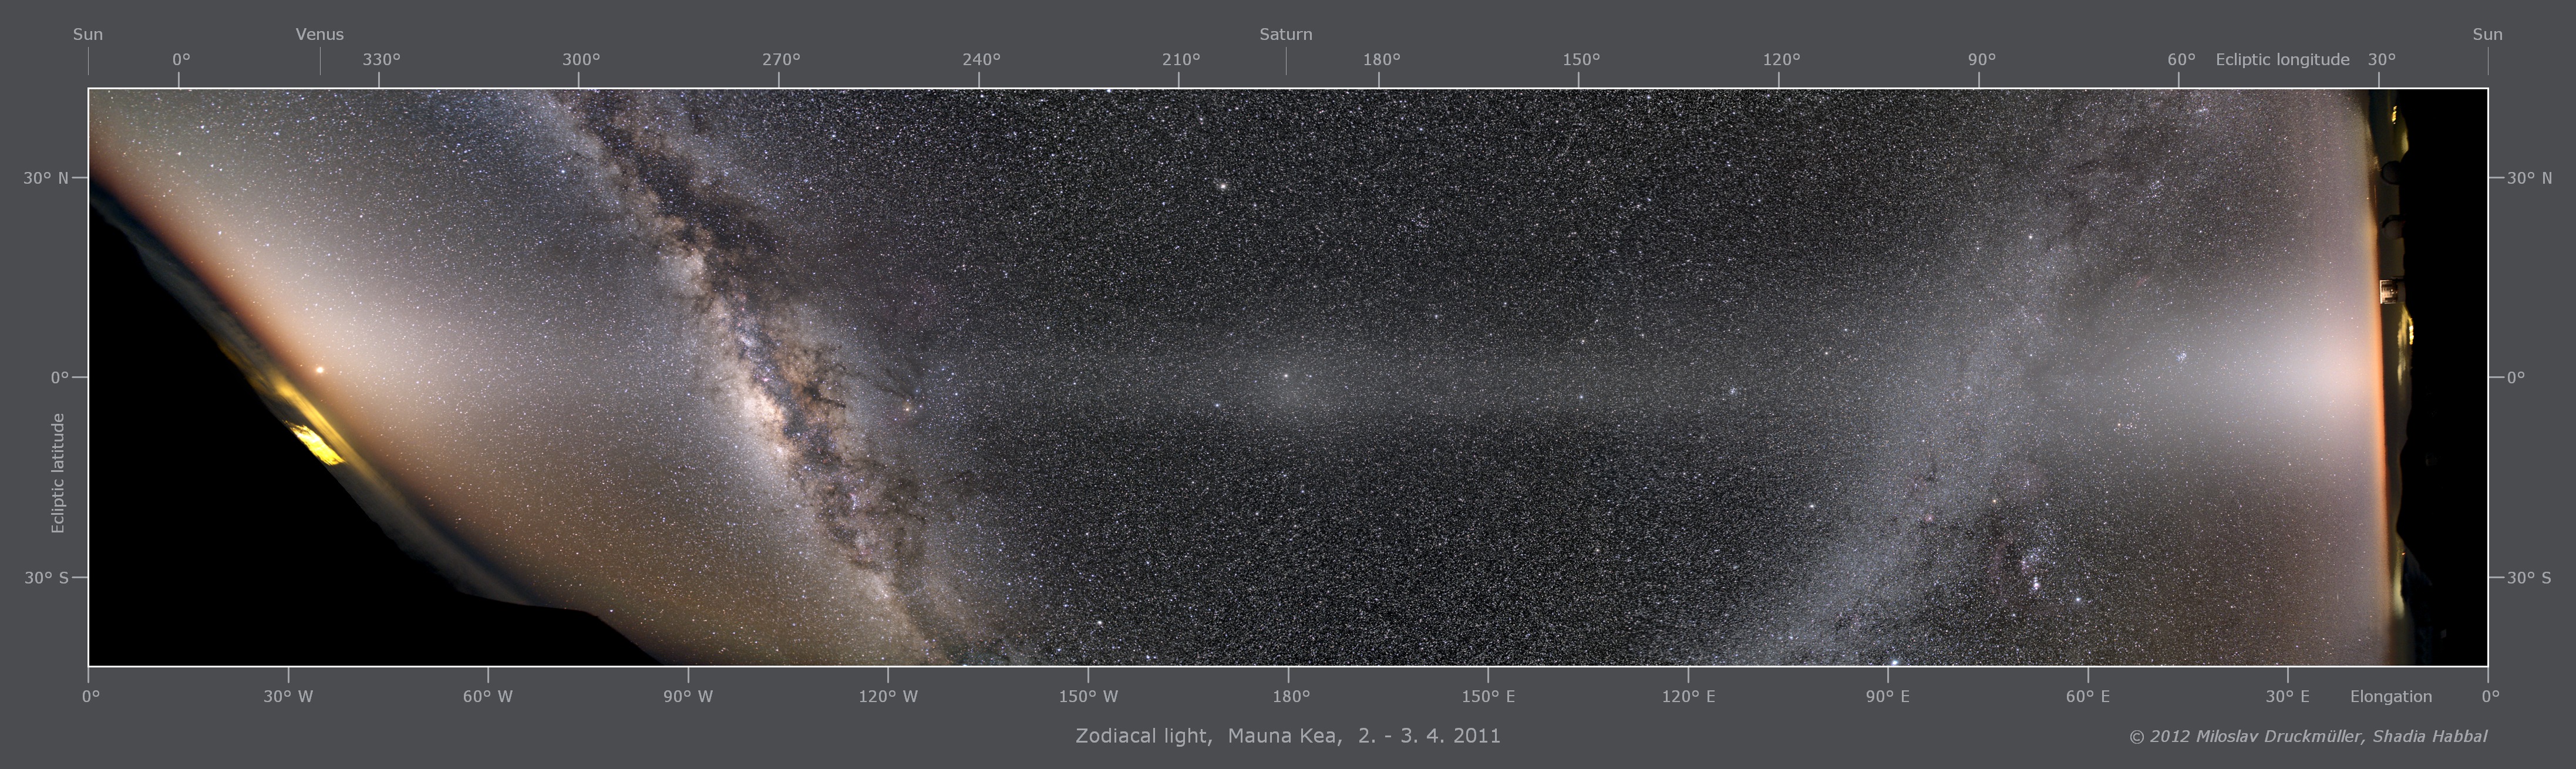 Sun Venus Saturn Sun
0° 330° 300° 270° 240° 210° 180° 150° 120° 90° 60° Ecliptic longitude 30°
30° N 30° N
0° 0°
Ecliptic latitude
30° S 30° S
0° 30° W 60° W 90° W 120° W 150° W 180° 150° E 120° E 90° E 60° E 30° E Elongation 0°
Zodiacal light, Mauna Kea, 2. - 3. 4. 2011
© 2012 Miloslav Druckmüller, Shadia Habbal